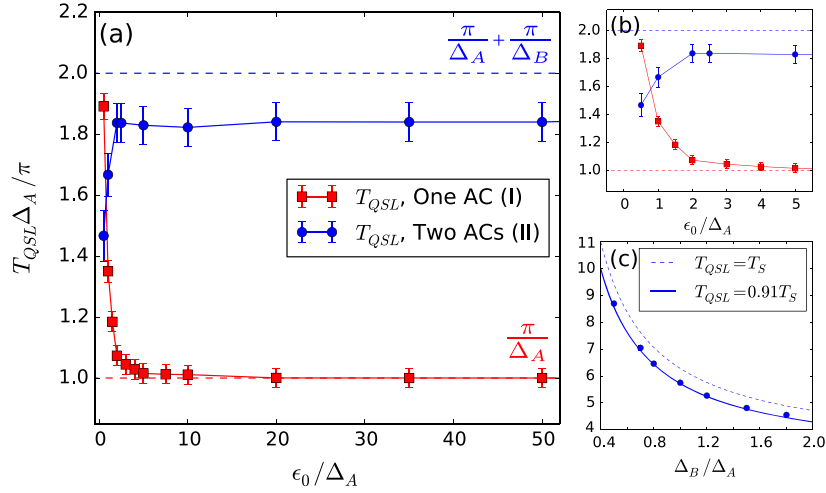 (a)
π/Δ_A + π/Δ_B
2.2
2.0
1.8
1.6
1.4
1.2
1.0
T_QSL Δ_A/π
T_QSL, One AC (I)
T_QSL, Two ACs (II)
π/Δ_A
0 10 20 30 40 50
ϵ_0/Δ_A
(b)
2.0
1.8
1.6
1.4
1.2
1.0
0 1 2 3 4 5
ϵ_0/Δ_A
(c)
T_QSL=T_S
T_QSL=0.91T_S
11
10
9
8
7
6
5
4
0.4 0.8 1.2 1.6 2.0
Δ_B/Δ_A